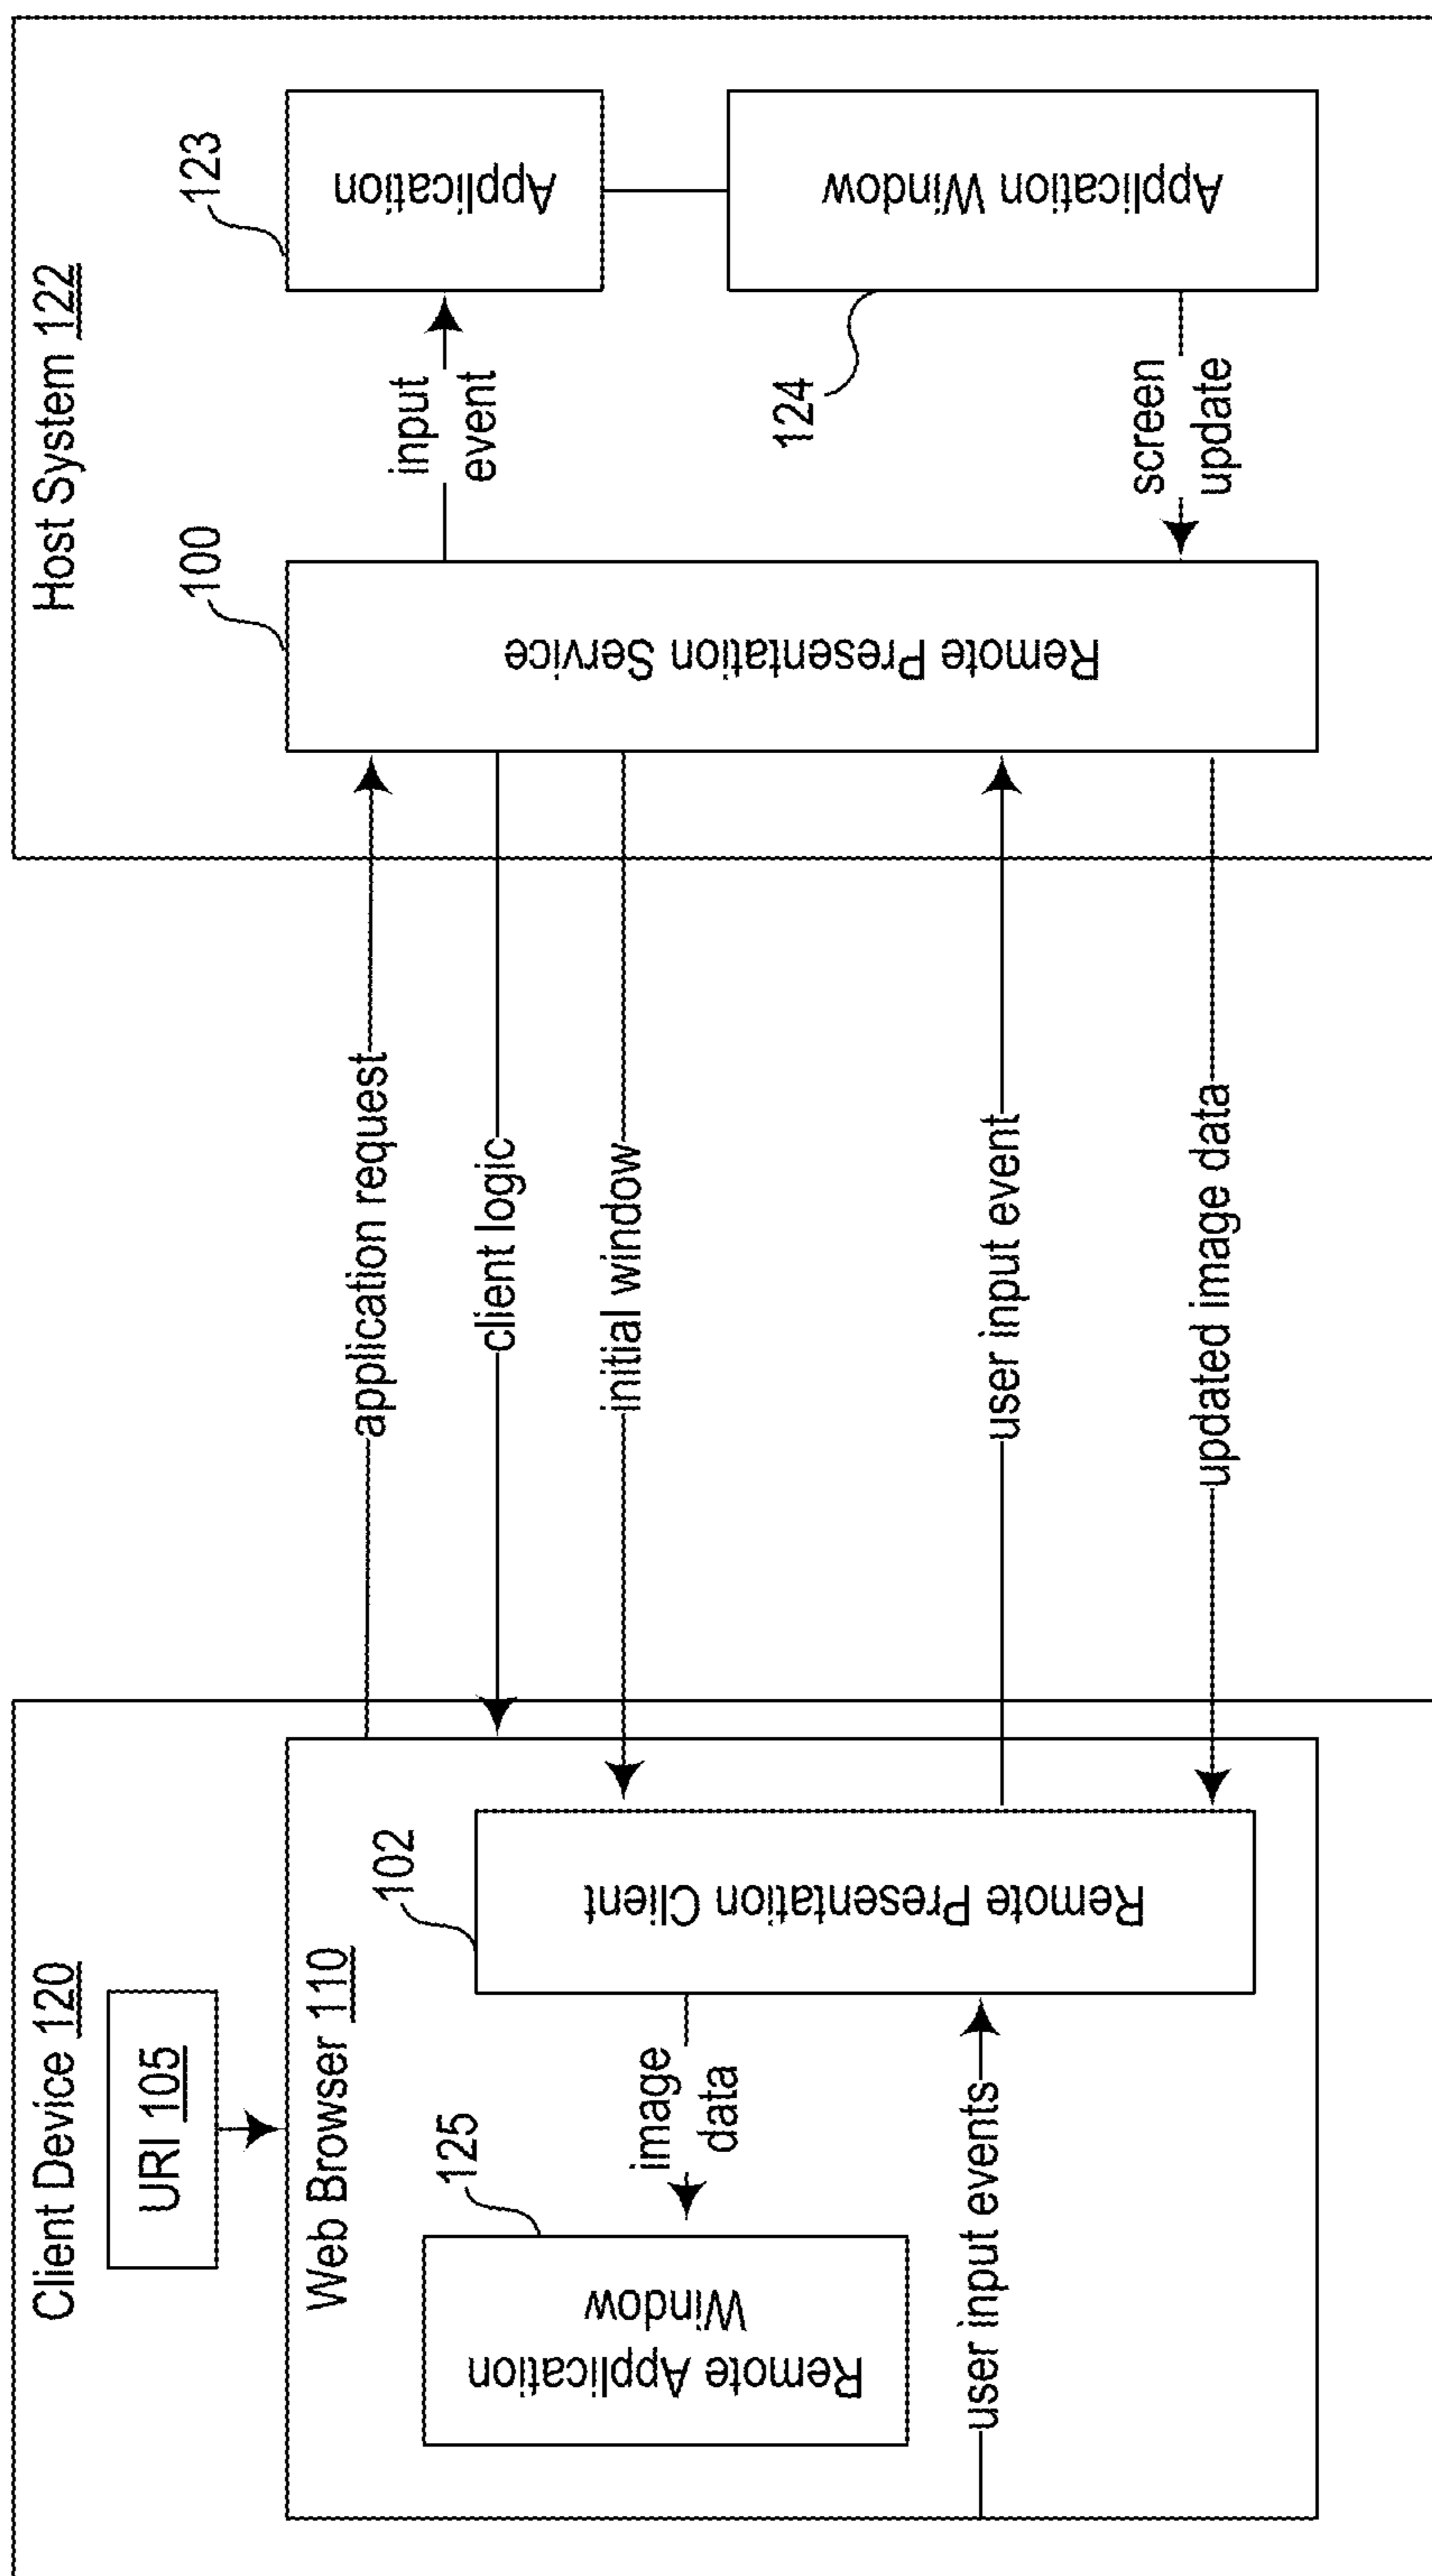 Client Device 120
URI 105
Web Browser 110
Remote Application
Window
125
image
data
user input events
102
Remote Presentation Client
application request
client logic
initial window
user input event
updated image data
Host System 122
100
Remote Presentation Service
input
event
screen
update
123
Application
124
Application Window